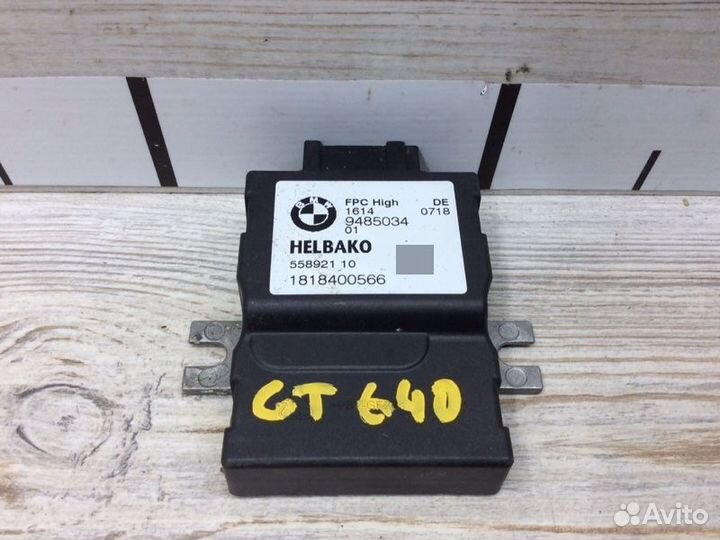 BMW
FPC High DE
1614 0718
9485034
01
HELBAKO
558921 10
1818400566
GT 640
Avito